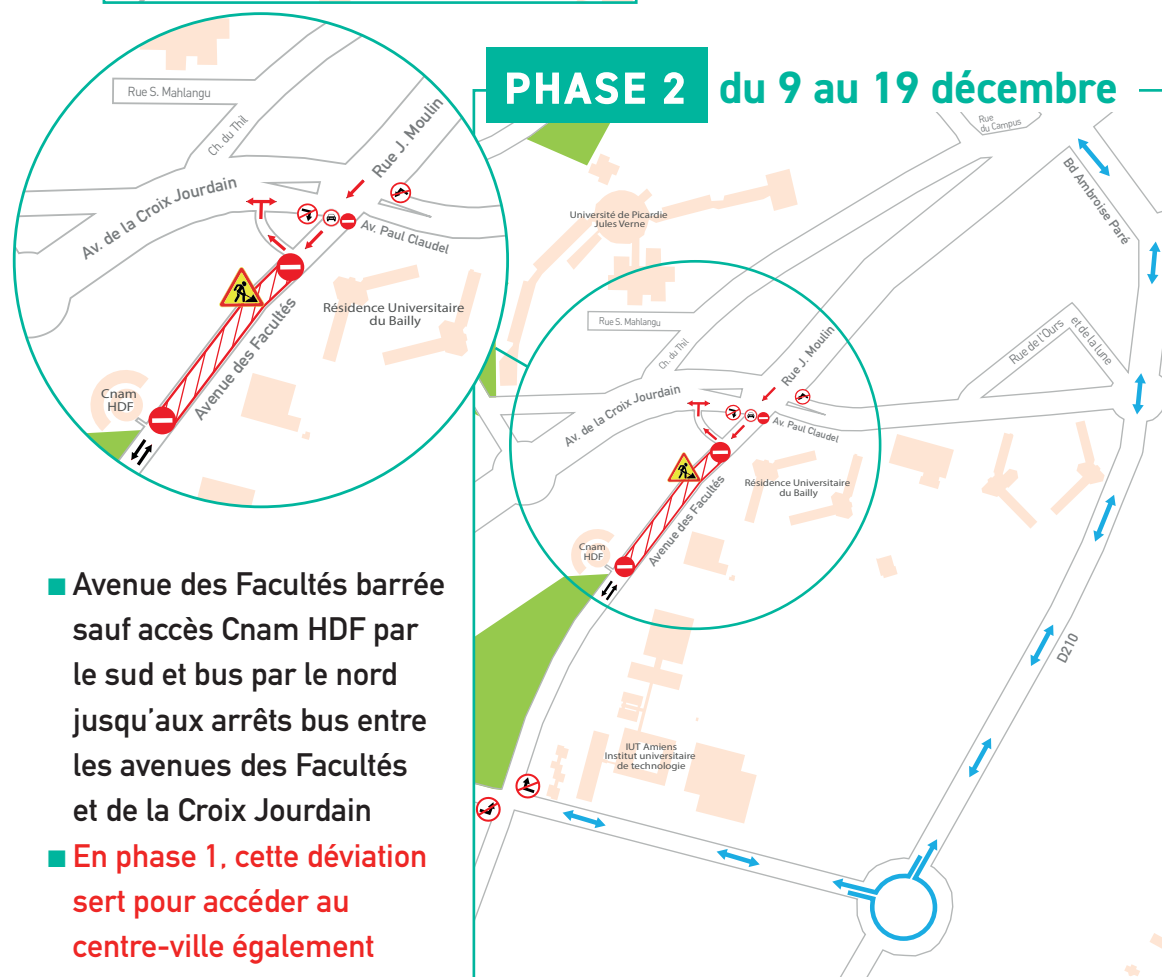 PHASE 2 du 9 au 19 décembre
Rue S. Mahlangu
Ch. du Thil
Rue J. Moulin
Av. de la Croix Jourdain
Av. Paul Claudel
Résidence Universitaire
du Bailly
Avenue des Facultés
Cnam
HDF
Rue
du Campus
Bd Ambroise Paré
Université de Picardie
Jules Verne
Rue S. Mahlangu
Ch. du Thil
Rue J. Moulin
Rue de l'Ours
et de la lune
Av. de la Croix Jourdain
Av. Paul Claudel
Résidence Universitaire
du Bailly
Avenue des Facultés
Cnam
HDF
D210
IUT Amiens
Institut universitaire
de technologie
Avenue des Facultés barrée
sauf accès Cnam HDF par
le sud et bus par le nord
jusqu'aux arrêts bus entre
les avenues des Facultés
et de la Croix Jourdain
En phase 1, cette déviation
sert pour accéder au
centre-ville également